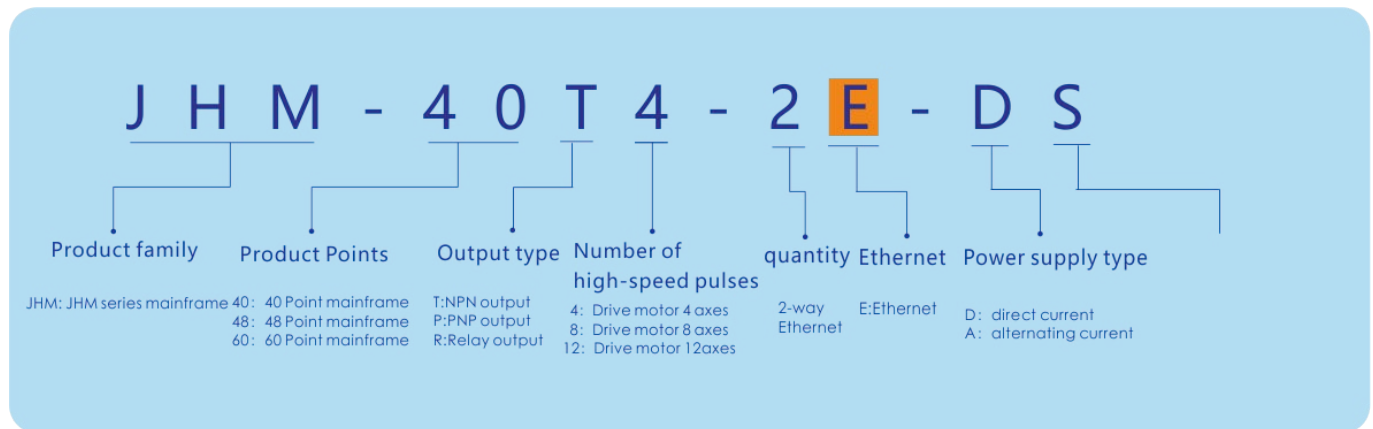 JHM-40T4-2E-DS
Product family
JHM: JHM series mainframe
Product Points
40: 40 Point mainframe
48: 48 Point mainframe
60: 60 Point mainframe
Output type
T:NPN output
P:PNP output
R:Relay output
Number of
high-speed pulses
4: Drive motor 4 axes
8: Drive motor 8 axes
12: Drive motor 12axes
quantity
2-way
Ethernet
Ethernet
E:Ethernet
Power supply type
D: direct current
A: alternating current